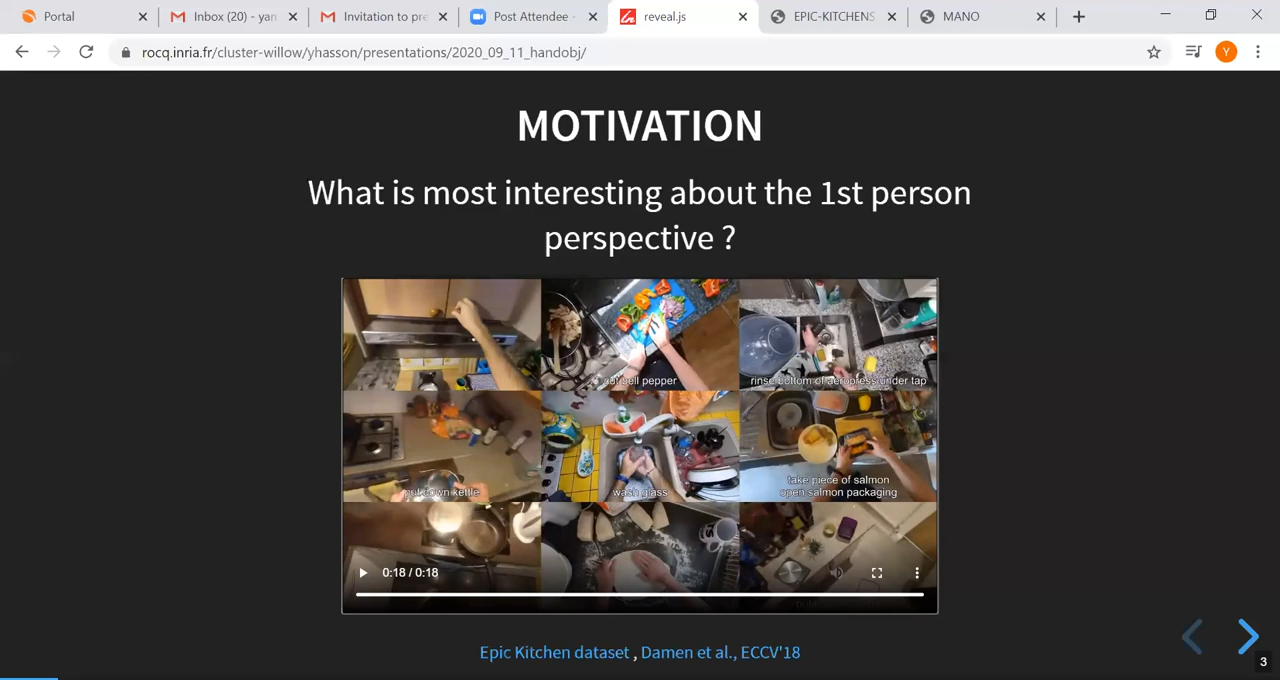 Portal
Inbox (20) - yan
Invitation to pre
Post Attendee -
reveal.js
EPIC-KITCHENS
MANO
rocq.inria.fr/cluster-willow/yhasson/presentations/2020_09_11_handobj/
Y
MOTIVATION
What is most interesting about the 1st person
perspective ?
cut bell pepper
rinse bottom of aeropress under tap
put down kettle
wash glass
take piece of salmon
open salmon packaging
0:18 / 0:18
Epic Kitchen dataset , Damen et al., ECCV'18
3